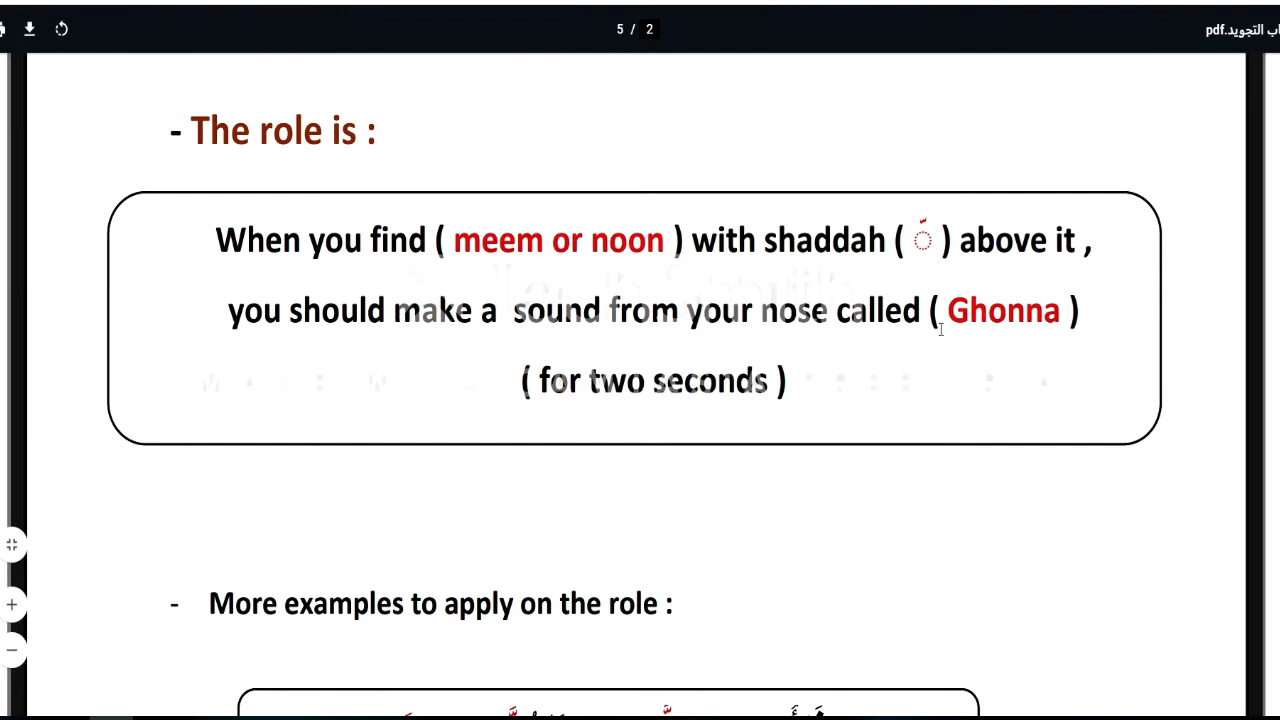 5 / 2
ب التجويد.pdf
- The role is :
When you find ( meem or noon ) with shaddah ( ّ ) above it ,
you should make a sound from your nose called ( Ghonna )
( for two seconds )
- More examples to apply on the role :